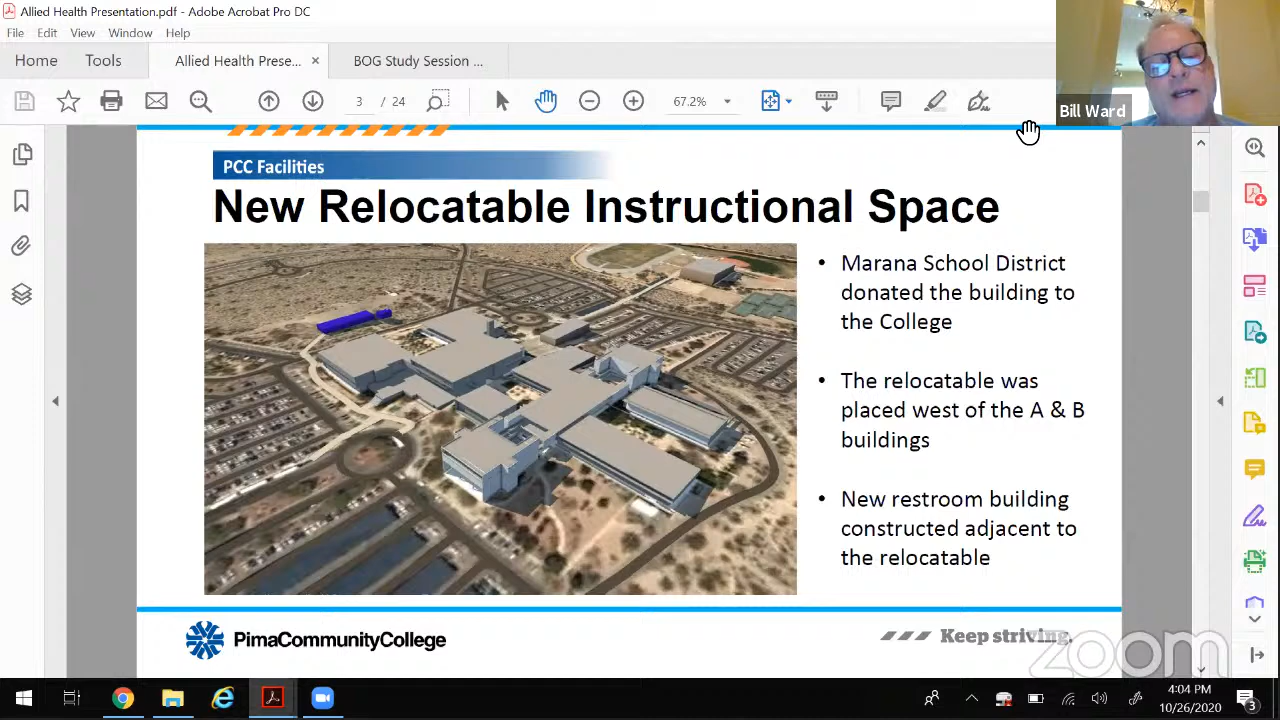 Allied Health Presentation.pdf - Adobe Acrobat Pro DC
File Edit View Window Help
Home Tools Allied Health Prese... × BOG Study Session ...
3 / 24 67.2%
Bill Ward
PCC Facilities
New Relocatable Instructional Space
• Marana School District
donated the building to
the College
• The relocatable was
placed west of the A & B
buildings
• New restroom building
constructed adjacent to
the relocatable
PimaCommunityCollege
Keep striving.
zoom
4:04 PM
10/26/2020
3